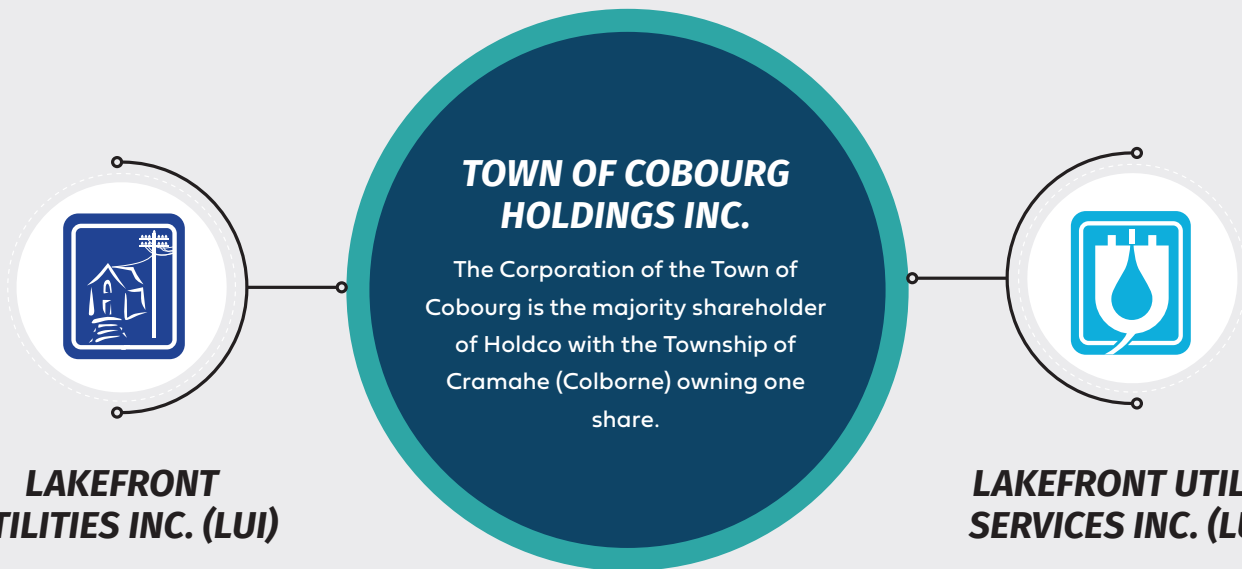 TOWN OF COBOURG
HOLDINGS INC.
The Corporation of the Town of
Cobourg is the majority shareholder
of Holdco with the Township of
Cramahe (Colborne) owning one
share.
LAKEFRONT
TILITIES INC. (LUI)
LAKEFRONT UTIL
SERVICES INC. (LU